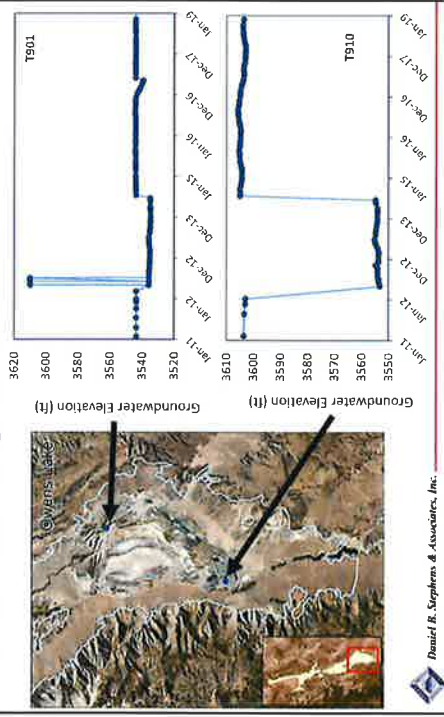 Owens Lake
Groundwater Elevation (ft)
3620
3600
3580
3560
3540
3520
T901
Jan-11
Jan-12
Dec-12
Dec-13
Jan-15
Jan-16
Dec-16
Dec-17
Jan-19
Groundwater Elevation (ft)
3610
3600
3590
3580
3570
3560
3550
T910
Jan-11
Jan-12
Dec-12
Dec-13
Jan-15
Jan-16
Dec-16
Dec-17
Jan-19
Daniel B. Stephens & Associates, Inc.